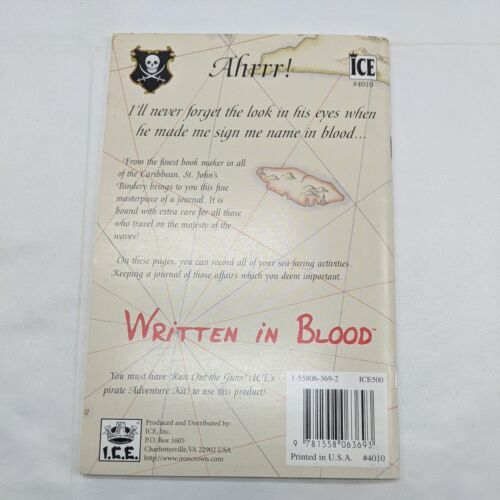 Ahrrr!
ICE
#4010
I'll never forget the look in his eyes when
he made me sign me name in blood...
From the finest book maker in all
of the Caribbean, St. John's
Bindery brings to you this fine
masterpiece of a journal. It is
bound with extra care for all those
who travel on the majesty of the
waves!
On these pages, you can record all of your sea-faring activities.
Keeping a journal of those affairs which you deem important.
WRITTEN IN BLOOD™
You must have Run Out the Guns! (ICE's
pirate Adventure Kit) to use this product!
1-55806-369-2 ICE500
9 781558 063693
Printed in U.S.A. #4010
I.C.E.
Produced and Distributed by:
ICE, Inc.
P.O. Box 1605
Charlottesville, VA 22902 USA
http://www.ironcrown.com